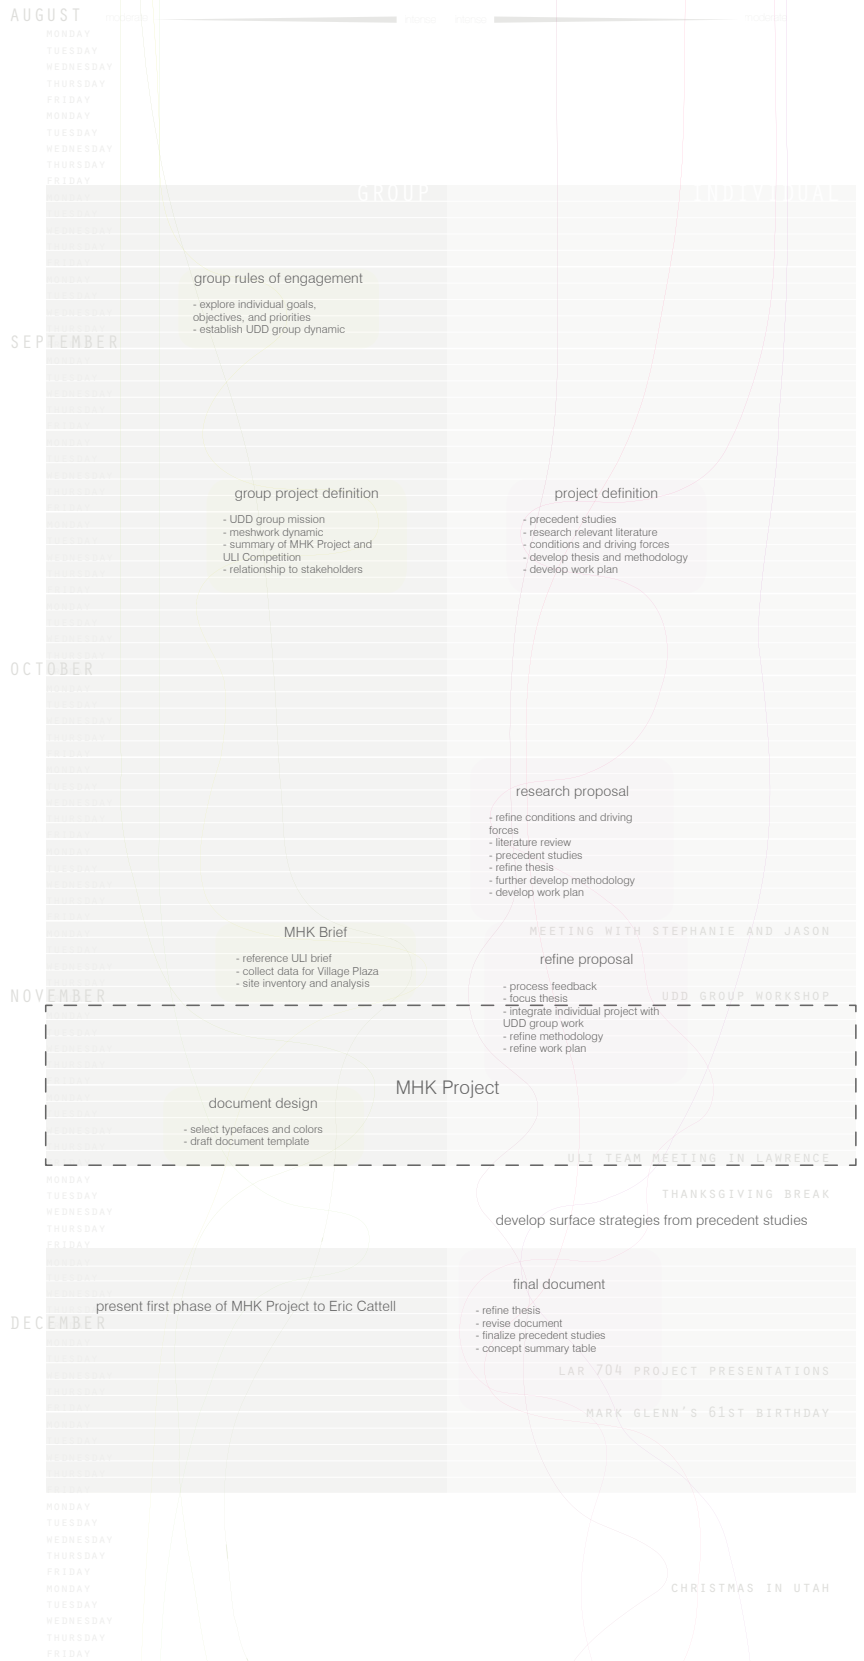 AUGUST
moderate intense intense moderate
MONDAY
TUESDAY
WEDNESDAY
THURSDAY
FRIDAY
MONDAY
TUESDAY
WEDNESDAY
THURSDAY
FRIDAY
GROUP
INDIVIDUAL
group rules of engagement
- explore individual goals,
objectives, and priorities
- establish UDD group dynamic
SEPTEMBER
group project definition
- UDD group mission
- meshwork dynamic
- summary of MHK Project and
ULI Competition
- relationship to stakeholders
project definition
- precedent studies
- research relevant literature
- conditions and driving forces
- develop thesis and methodology
- develop work plan
OCTOBER
research proposal
- refine conditions and driving
forces
- literature review
- precedent studies
- refine thesis
- further develop methodology
- develop work plan
MHK Brief
- reference ULI brief
- collect data for Village Plaza
- site inventory and analysis
MEETING WITH STEPHANIE AND JASON
refine proposal
- process feedback
- focus thesis
- integrate individual project with
UDD group work
- refine methodology
- refine work plan
NOVEMBER
UDD GROUP WORKSHOP
MHK Project
document design
- select typefaces and colors
- draft document template
ULI TEAM MEETING IN LAWRENCE
MONDAY
TUESDAY
WEDNESDAY
THURSDAY
FRIDAY
THANKSGIVING BREAK
develop surface strategies from precedent studies
final document
- refine thesis
- revise document
- finalize precedent studies
- concept summary table
present first phase of MHK Project to Eric Cattell
DECEMBER
LAR 704 PROJECT PRESENTATIONS
MARK GLENN'S 61ST BIRTHDAY
MONDAY
TUESDAY
WEDNESDAY
THURSDAY
FRIDAY
MONDAY
TUESDAY
WEDNESDAY
THURSDAY
FRIDAY
CHRISTMAS IN UTAH